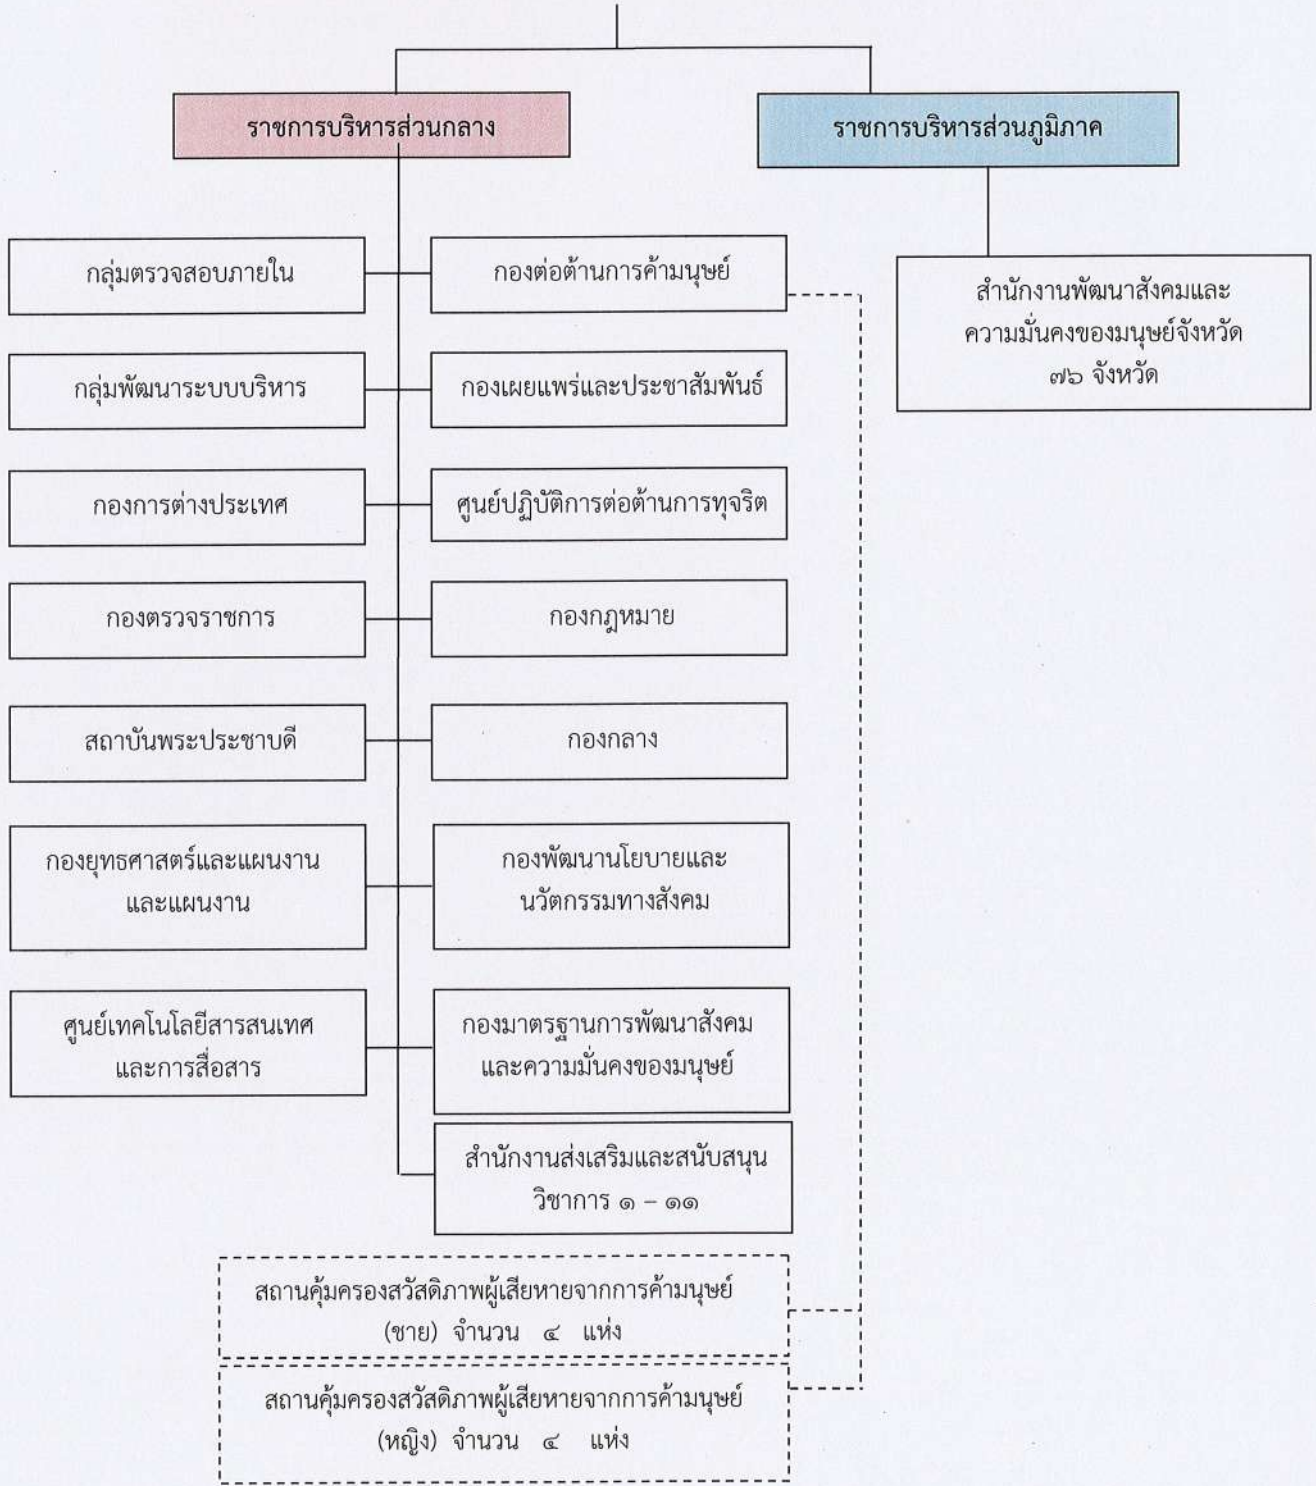 ราชการบริหารส่วนกลาง
ราชการบริหารส่วนภูมิภาค
กลุ่มตรวจสอบภายใน
กองต่อต้านการค้ามนุษย์
สำนักงานพัฒนาสังคมและ
ความมั่นคงของมนุษย์จังหวัด
๗๖ จังหวัด
กลุ่มพัฒนาระบบบริหาร
กองเผยแพร่และประชาสัมพันธ์
กองการต่างประเทศ
ศูนย์ปฏิบัติการต่อต้านการทุจริต
กองตรวจราชการ
กองกฎหมาย
สถาบันพระประชาบดี
กองกลาง
กองยุทธศาสตร์และแผนงาน
และแผนงาน
กองพัฒนานโยบายและ
นวัตกรรมทางสังคม
ศูนย์เทคโนโลยีสารสนเทศ
และการสื่อสาร
กองมาตรฐานการพัฒนาสังคม
และความมั่นคงของมนุษย์
สำนักงานส่งเสริมและสนับสนุน
วิชาการ ๑ – ๑๑
สถานคุ้มครองสวัสดิภาพผู้เสียหายจากการค้ามนุษย์
(ชาย) จำนวน ๔ แห่ง
สถานคุ้มครองสวัสดิภาพผู้เสียหายจากการค้ามนุษย์
(หญิง) จำนวน ๔ แห่ง